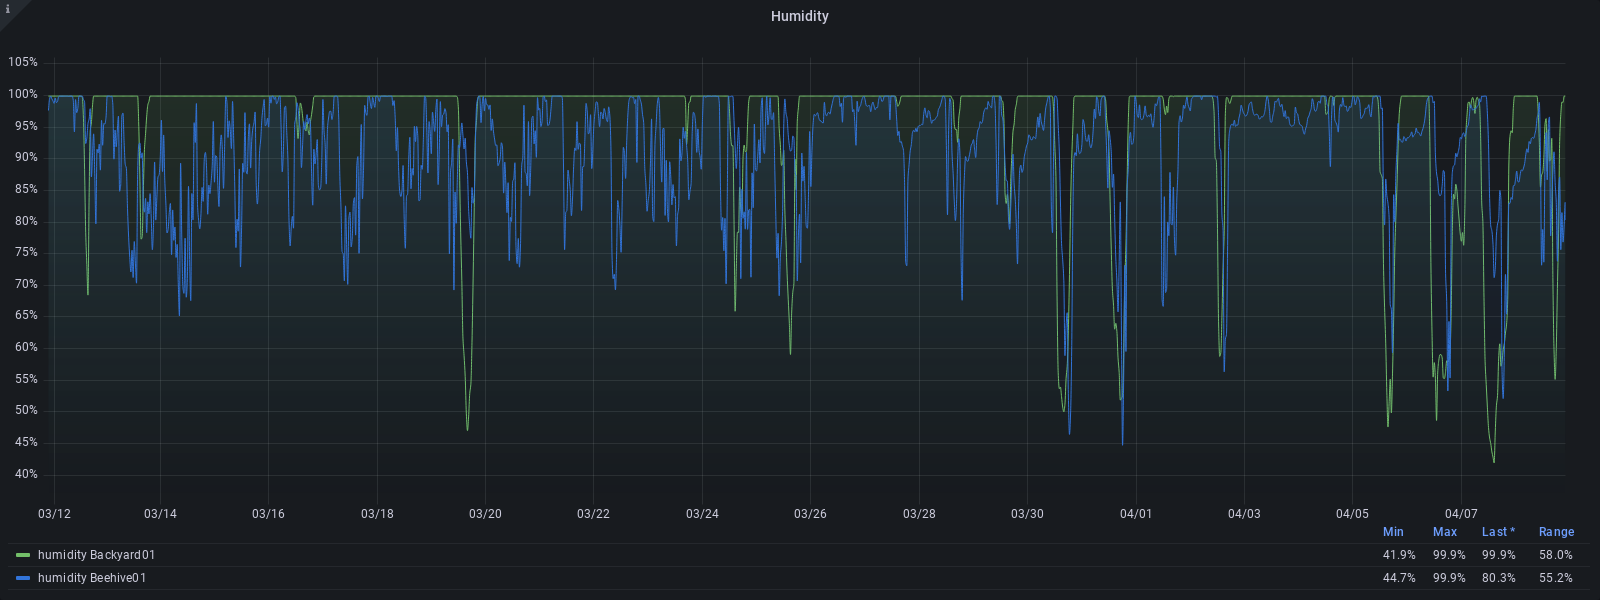 i
Humidity
105%
100%
95%
90%
85%
80%
75%
70%
65%
60%
55%
50%
45%
40%
03/12 03/14 03/16 03/18 03/20 03/22 03/24 03/26 03/28 03/30 04/01 04/03 04/05 04/07
Min Max Last * Range
humidity Backyard01 41.9% 99.9% 99.9% 58.0%
humidity Beehive01 44.7% 99.9% 80.3% 55.2%